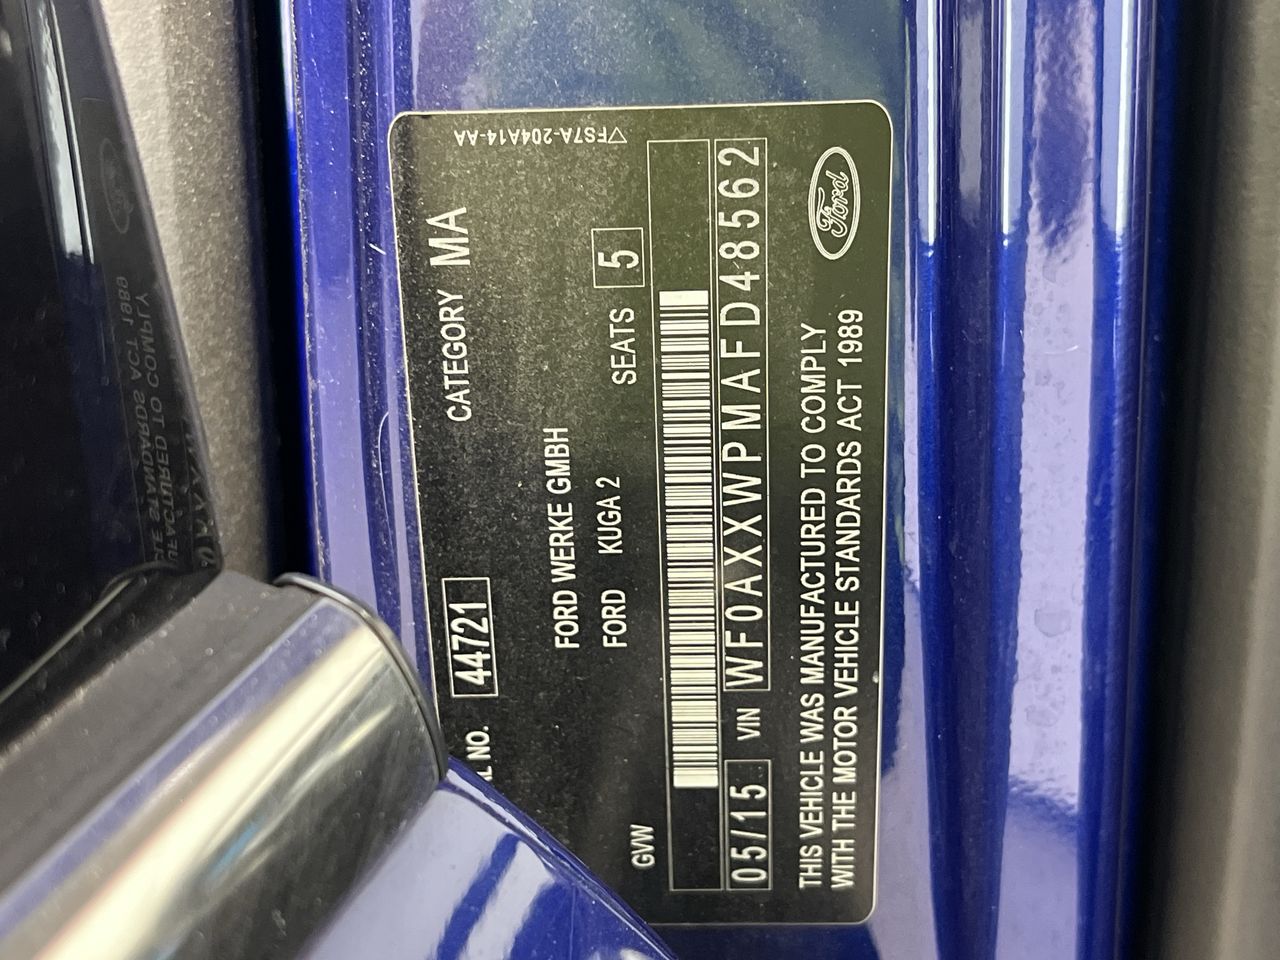 ▽FS7A-204A14-AA
L NO. 44721 CATEGORY MA
FORD WERKE GMBH
FORD KUGA 2 SEATS 5
GVW
05/15 VIN WF0AXXWPMAFD48562
THIS VEHICLE WAS MANUFACTURED TO COMPLY
WITH THE MOTOR VEHICLE STANDARDS ACT 1989
Ford